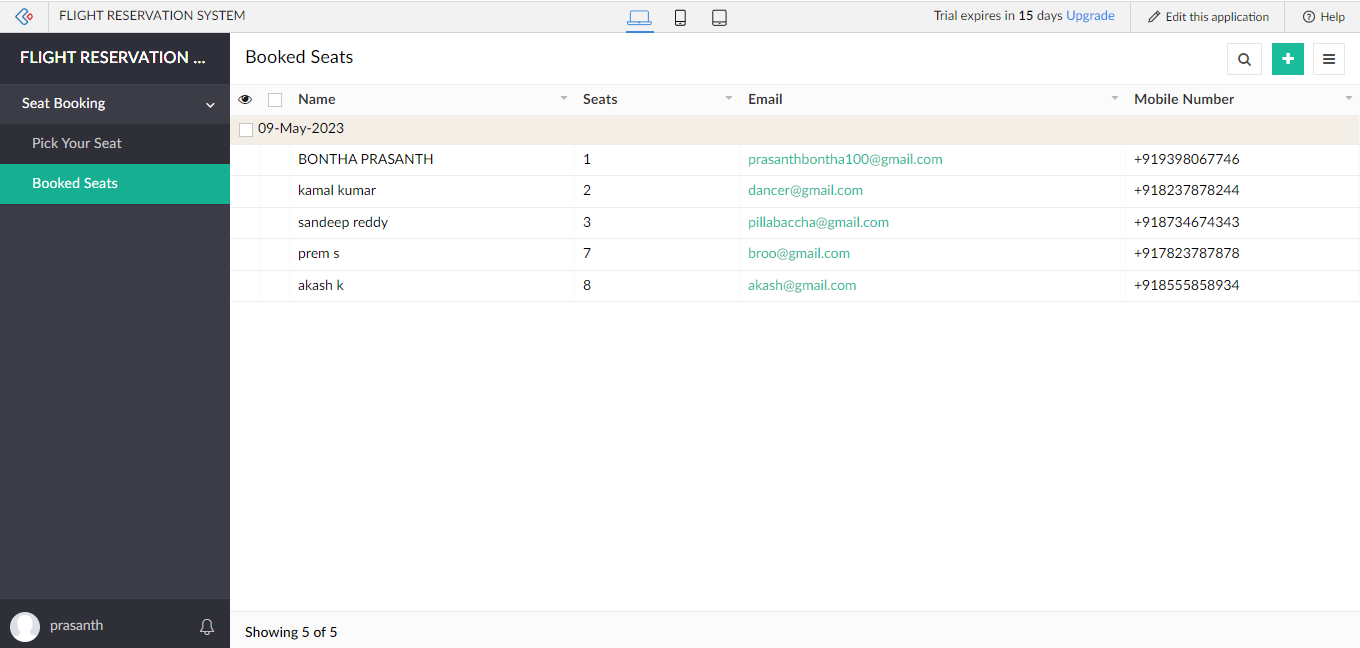 FLIGHT RESERVATION SYSTEM
Trial expires in 15 days Upgrade
Edit this application
Help
FLIGHT RESERVATION ...
Seat Booking
Pick Your Seat
Booked Seats
prasanth
Booked Seats
Name Seats Email Mobile Number
09-May-2023
BONTHA PRASANTH 1 prasanthbontha100@gmail.com +919398067746
kamal kumar 2 dancer@gmail.com +918237878244
sandeep reddy 3 pillabaccha@gmail.com +918734674343
prem s 7 broo@gmail.com +917823787878
akash k 8 akash@gmail.com +918555858934
Showing 5 of 5